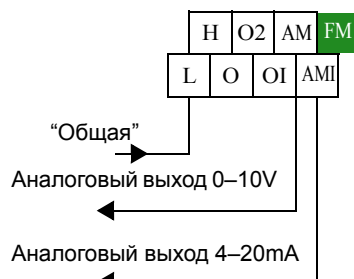 H O2 AM FM
L O OI AMI
“Общая”
Аналоговый выход 0–10V
Аналоговый выход 4–20mA